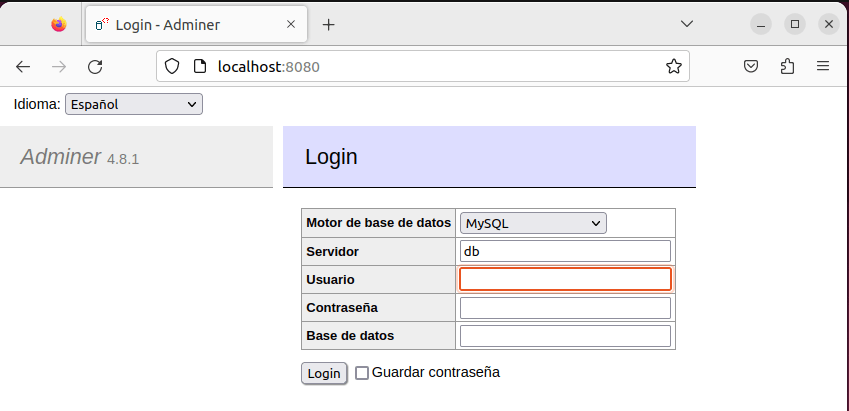 Login - Adminer
localhost:8080
Idioma: Español
Adminer 4.8.1
Login
Motor de base de datos MySQL
Servidor db
Usuario
Contraseña
Base de datos
Login Guardar contraseña